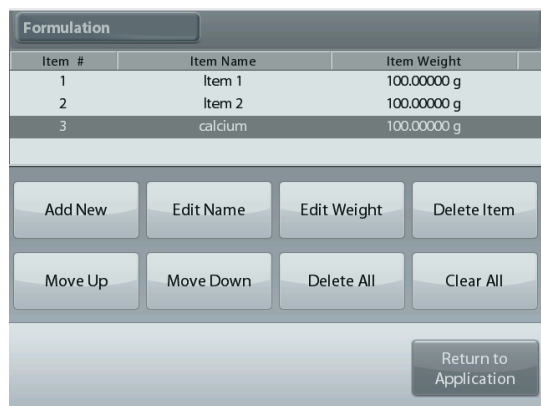 Formulation
Item # Item Name Item Weight
1 Item 1 100.00000 g
2 Item 2 100.00000 g
3 calcium 100.00000 g
Add New Edit Name Edit Weight Delete Item
Move Up Move Down Delete All Clear All
Return to
Application